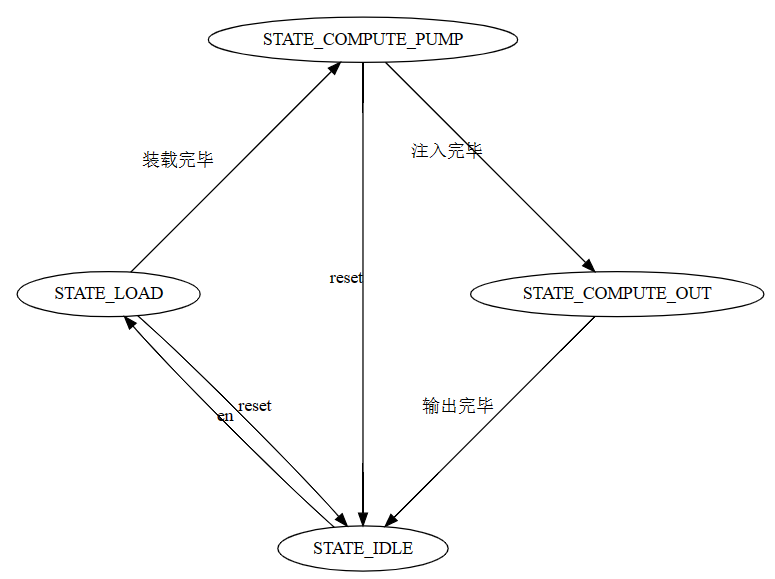 STATE_COMPUTE_PUMP
装载完毕
注入完毕
reset
STATE_LOAD
STATE_COMPUTE_OUT
reset
en
输出完毕
STATE_IDLE